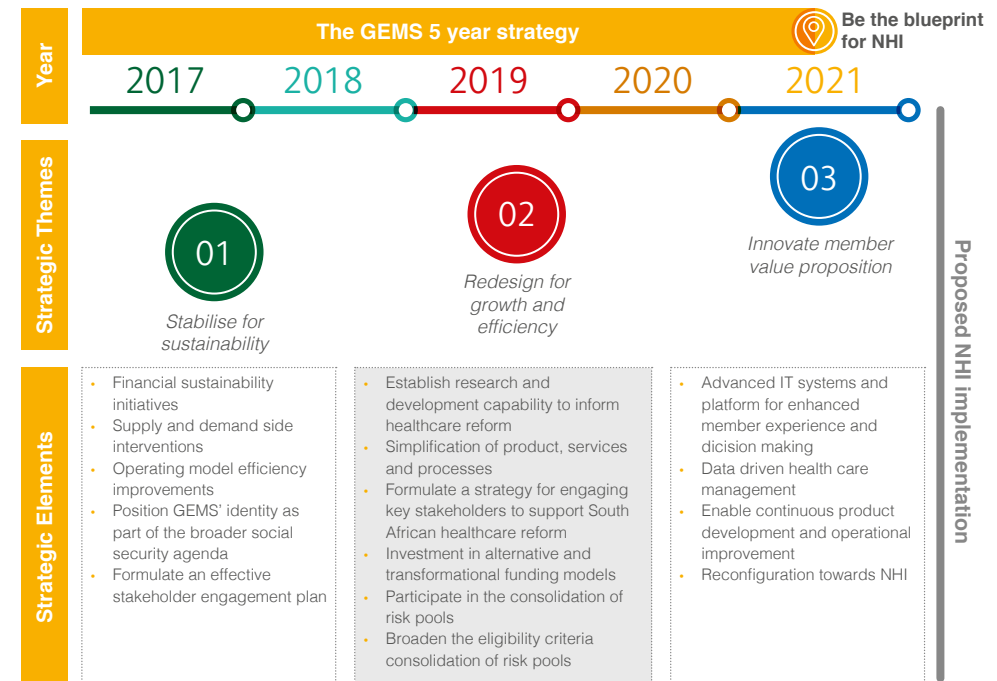 Year
The GEMS 5 year strategy
Be the blueprint
for NHI
2017
2018
2019
2020
2021
Strategic Themes
01
Stabilise for
sustainability
02
Redesign for
growth and
efficiency
03
Innovate member
value proposition
Strategic Elements
• Financial sustainability
initiatives
• Supply and demand side
interventions
• Operating model efficiency
improvements
• Position GEMS' identity as
part of the broader social
security agenda
• Formulate an effective
stakeholder engagement plan
• Establish research and
development capability to inform
healthcare reform
• Simplification of product, services
and processes
• Formulate a strategy for engaging
key stakeholders to support South
African healthcare reform
• Investment in alternative and
transformational funding models
• Participate in the consolidation of
risk pools
• Broaden the eligibility criteria
consolidation of risk pools
• Advanced IT systems and
platform for enhanced
member experience and
dicision making
• Data driven health care
management
• Enable continuous product
development and operational
improvement
• Reconfiguration towards NHI
Proposed NHI implementation